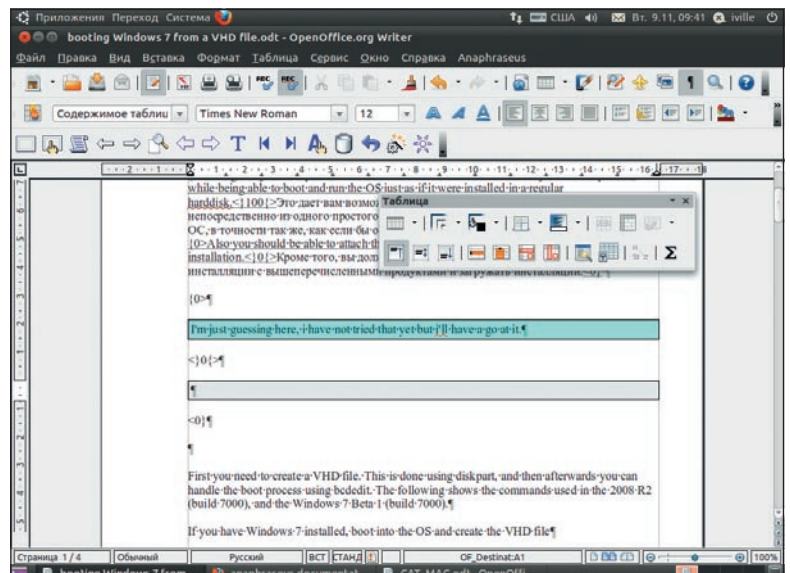 Приложения Переход Система США Вт. 9.11, 09:41 iville
booting Windows 7 from a VHD file.odt - OpenOffice.org Writer
Файл Правка Вид Вставка Формат Таблица Сервис Окно Справка Anaphraseus
Содержимое таблиц Times New Roman 12
while being able to boot and run the OS just as if it were installed in a regular
harddisk.<}100{>Это дает вам возмо
непосредственно из одного простого
ОС, в точности так же, как если бы о
{0>Also you should be able to attach th
installation.<}0{>Кроме того, вы дол
инсталляции с вышеперечисленными продуктами и загружать инсталляции.<0}
Таблица
{0>¶
I'm just guessing here, i have not tried that yet but i'll have a go at it.¶
<}0{>¶
¶
<0}¶
¶
First you need to create a VHD file. This is done using diskpart, and then afterwards you can
handle the boot process using bcdedit. The following shows the commands used in the 2008 R2
(build 7000), and the Windows 7 Beta 1 (build 7000).¶
If you have Windows 7 installed, boot into the OS and create the VHD file¶
Страница 1 / 4 Обычный Русский ВСТ СТАНД OF_Destinat:A1 100%
booting Windows 7 from